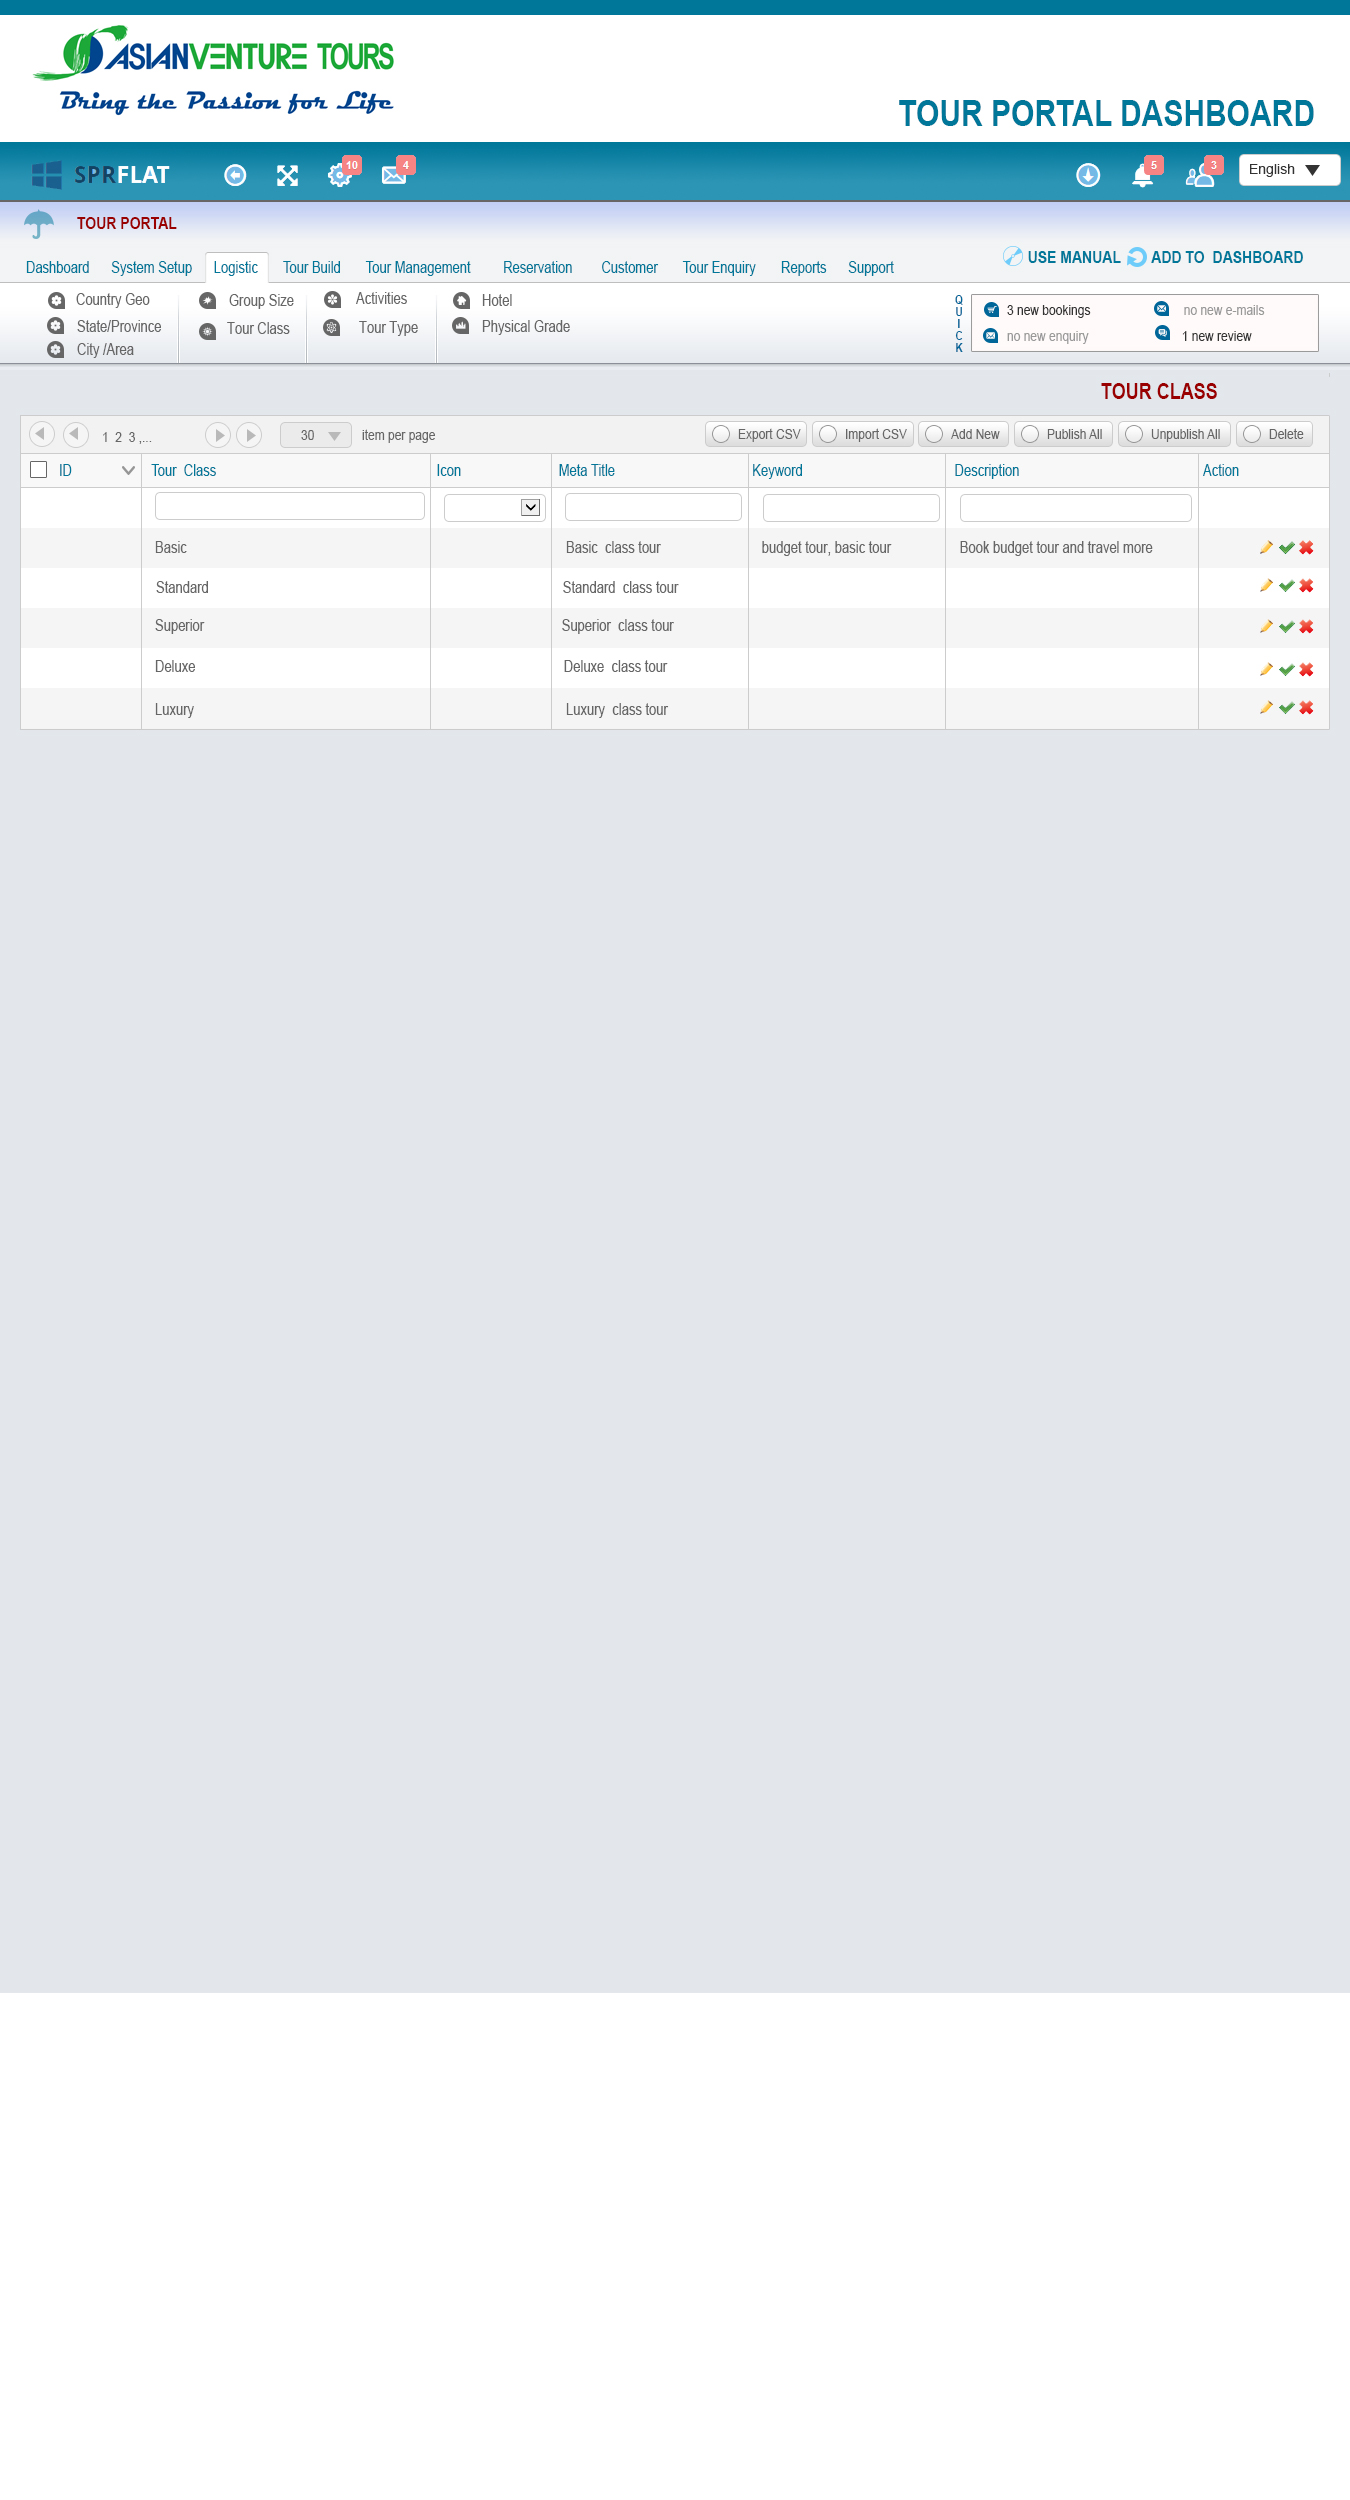 ASIANVENTURE TOURS
Bring the Passion for Life
TOUR PORTAL DASHBOARD
SPRFLAT 10 4 5 3 English
TOUR PORTAL
USE MANUAL ADD TO DASHBOARD
Dashboard System Setup Logistic Tour Build Tour Management Reservation Customer Tour Enquiry Reports Support
Country Geo Group Size Activities Hotel
State/Province Tour Class Tour Type Physical Grade
City /Area
QUICK
3 new bookings no new e-mails
no new enquiry 1 new review
TOUR CLASS
1 2 3 ,... 30 item per page Export CSV Import CSV Add New Publish All Unpublish All Delete
ID Tour Class Icon Meta Title Keyword Description Action
Basic Basic class tour budget tour, basic tour Book budget tour and travel more
Standard Standard class tour
Superior Superior class tour
Deluxe Deluxe class tour
Luxury Luxury class tour